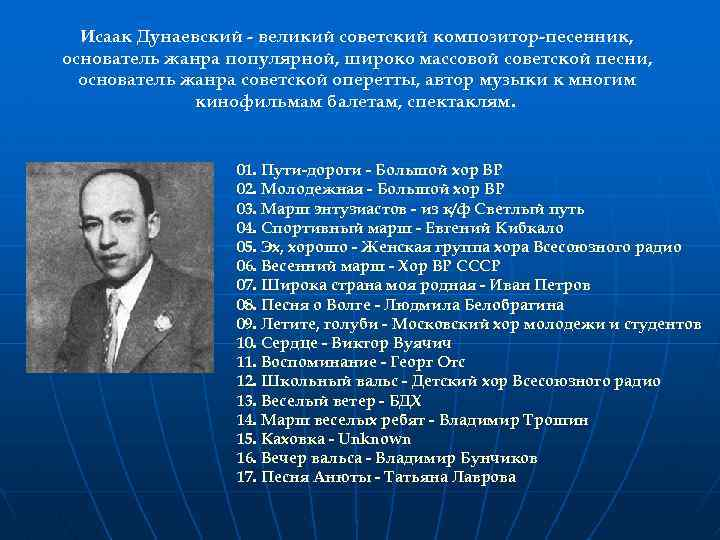 Исаак Дунаевский - великий советский композитор-песенник,
основатель жанра популярной, широко массовой советской песни,
основатель жанра советской оперетты, автор музыки к многим
кинофильмам балетам, спектаклям.
01. Пути-дороги - Большой хор ВР
02. Молодежная - Большой хор ВР
03. Марш энтузиастов - из к/ф Светлый путь
04. Спортивный марш - Евгений Кибкало
05. Эх, хорошо - Женская группа хора Всесоюзного радио
06. Весенний марш - Хор ВР СССР
07. Широка страна моя родная - Иван Петров
08. Песня о Волге - Людмила Белобрагина
09. Летите, голуби - Московский хор молодежи и студентов
10. Сердце - Виктор Вуячич
11. Воспоминание - Георг Отс
12. Школьный вальс - Детский хор Всесоюзного радио
13. Веселый ветер - БДХ
14. Марш веселых ребят - Владимир Трошин
15. Каховка - Unknown
16. Вечер вальса - Владимир Бунчиков
17. Песня Анюты - Татьяна Лаврова